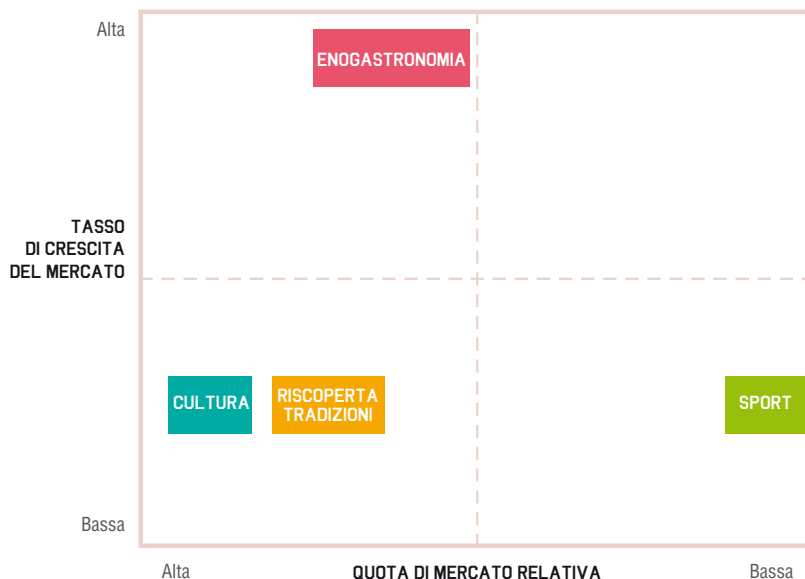 Alta
ENOGASTRONOMIA
TASSO
DI CRESCITA
DEL MERCATO
CULTURA
RISCOPERTA
TRADIZIONI
SPORT
Bassa
Alta
QUOTA DI MERCATO RELATIVA
Bassa